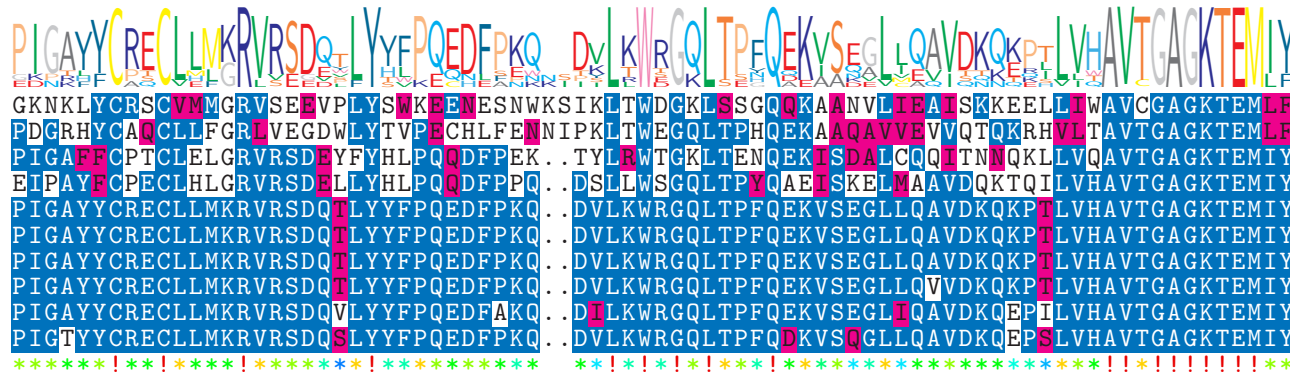 PIGAYYCRECLLMKRVRSDQTLYYFPQEDFPKQ DVLKWRGQLTPFQEKVSEGLLQAVDKQKPTLVHAVTGAGKTEMIY
GKNKLYCRSCVMMGRVSEEVPLYSWKEENESNWKSIKLTWDGKLSSGQQKAANVLIEAISKKEELLIWAVCGAGKTEMLF
PDGRHYCAQCLLFGRLVEGDWLYTVPECHLFENNIPKLTWEGQLTPHQEKAAQAVVEVVQTQKRHVLTAVTGAGKTEMLF
PIGAFFCPTCLELGRVRSDEYFYHLPQQDFPEK..TYLRWTGKLTENQEKISDALCQQITNNQKLLVQAVTGAGKTEMIY
EIPAYFCPECLHLGRVRSDELLYHLPQQDFPPQ..DSLLWSGQLTPYQAEISKELMAAVDQKTQILVHAVTGAGKTEMIY
PIGAYYCRECLLMKRVRSDQTLYYFPQEDFPKQ..DVLKWRGQLTPFQEKVSEGLLQAVDKQKPTLVHAVTGAGKTEMIY
PIGAYYCRECLLMKRVRSDQTLYYFPQEDFPKQ..DVLKWRGQLTPFQEKVSEGLLQAVDKQKPTLVHAVTGAGKTEMIY
PIGAYYCRECLLMKRVRSDQTLYYFPQEDFPKQ..DVLKWRGQLTPFQEKVSEGLLQAVDKQKPTLVHAVTGAGKTEMIY
PIGAYYCRECLLMKRVRSDQTLYYFPQEDFPKQ..DVLKWRGQLTPFQEKVSEGLLQVVDKQKPTLVHAVTGAGKTEMIY
PIGAYYCRECLLMKRVRSDQVLYYFPQEDFAKQ..DILKWRGQLTPFQEKVSEGLIQAVDKQEPILVHAVTGAGKTEMIY
PIGTYYCRECLLMKRVRSDQSLYYFPQEDFPKQ..DVLKWRGQLTPFQDKVSQGLLQAVDKQEPSLVHAVTGAGKTEMIY
******!**!****!*******!**********  **!*!*!*!***!********************!!*!!!!!!!**